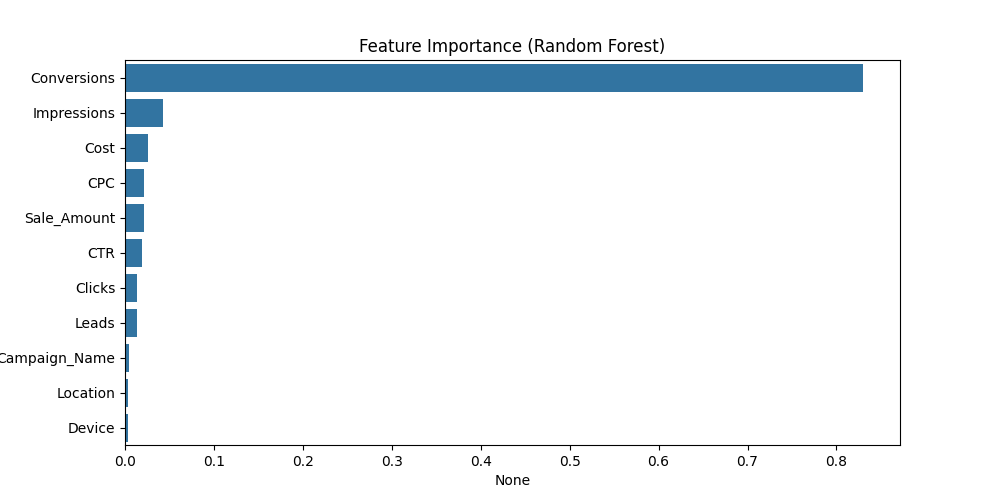 Feature Importance (Random Forest)
Conversions
Impressions
Cost
CPC
Sale_Amount
CTR
Clicks
Leads
Campaign_Name
Location
Device
0.0 0.1 0.2 0.3 0.4 0.5 0.6 0.7 0.8
None